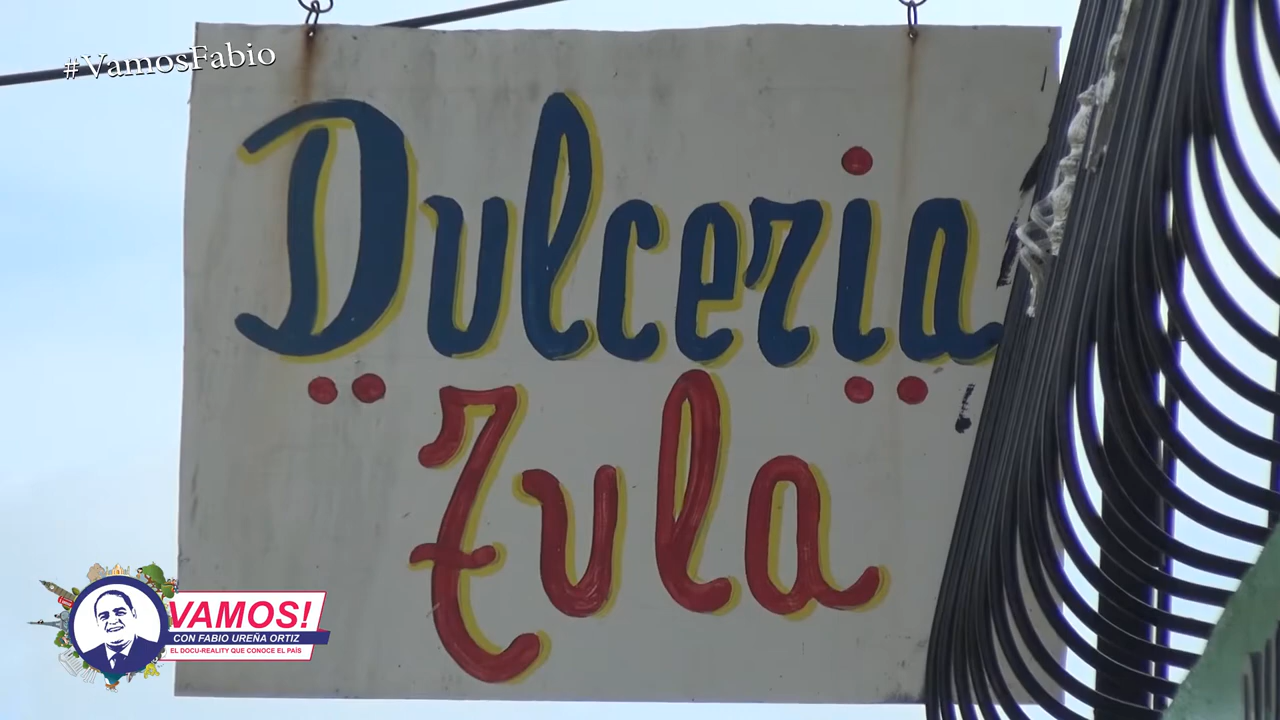 #VamosFabio
Dulceria
Zula
VAMOS!
CON FABIO UREÑA ORTIZ
EL DOCU-REALITY QUE CONOCE EL PAÍS